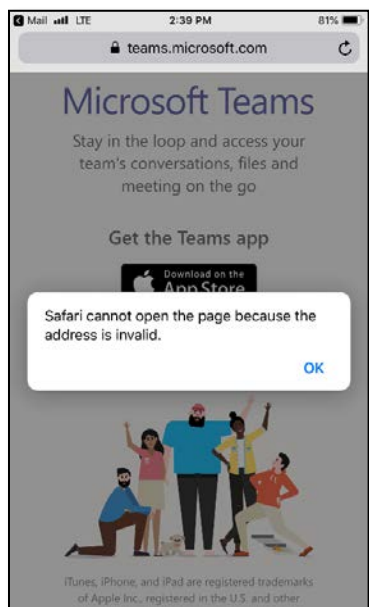 Mail LTE 2:39 PM 81%
teams.microsoft.com
Microsoft Teams
Stay in the loop and access your
team's conversations, files and
meeting on the go
Get the Teams app
Download on the
App Store
Safari cannot open the page because the
address is invalid.
OK
iTunes, iPhone, and iPad are registered trademarks
of Apple Inc., registered in the U.S. and other